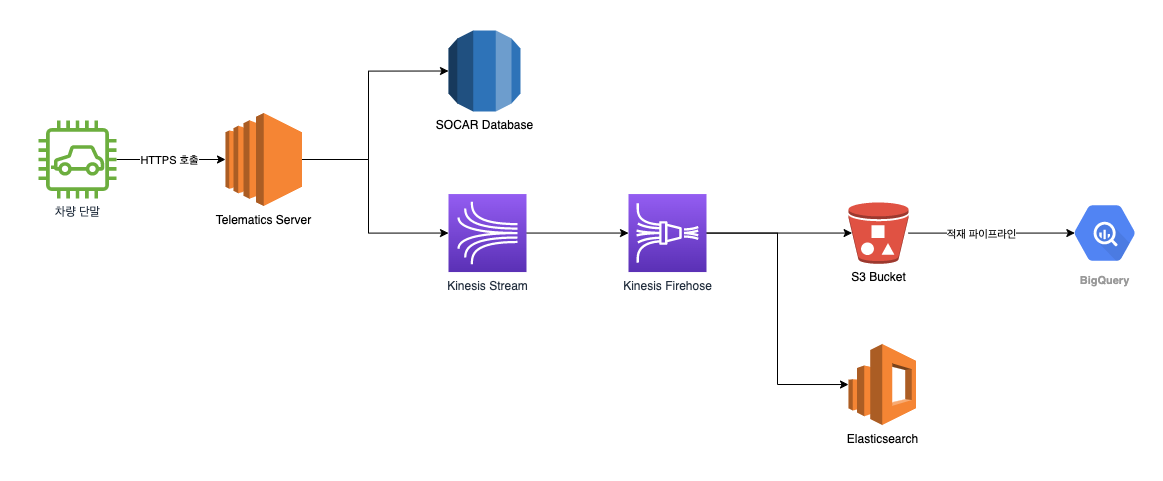 차량 단말
HTTPS 호출
Telematics Server
SOCAR Database
Kinesis Stream
Kinesis Firehose
S3 Bucket
적재 파이프라인
BigQuery
Elasticsearch